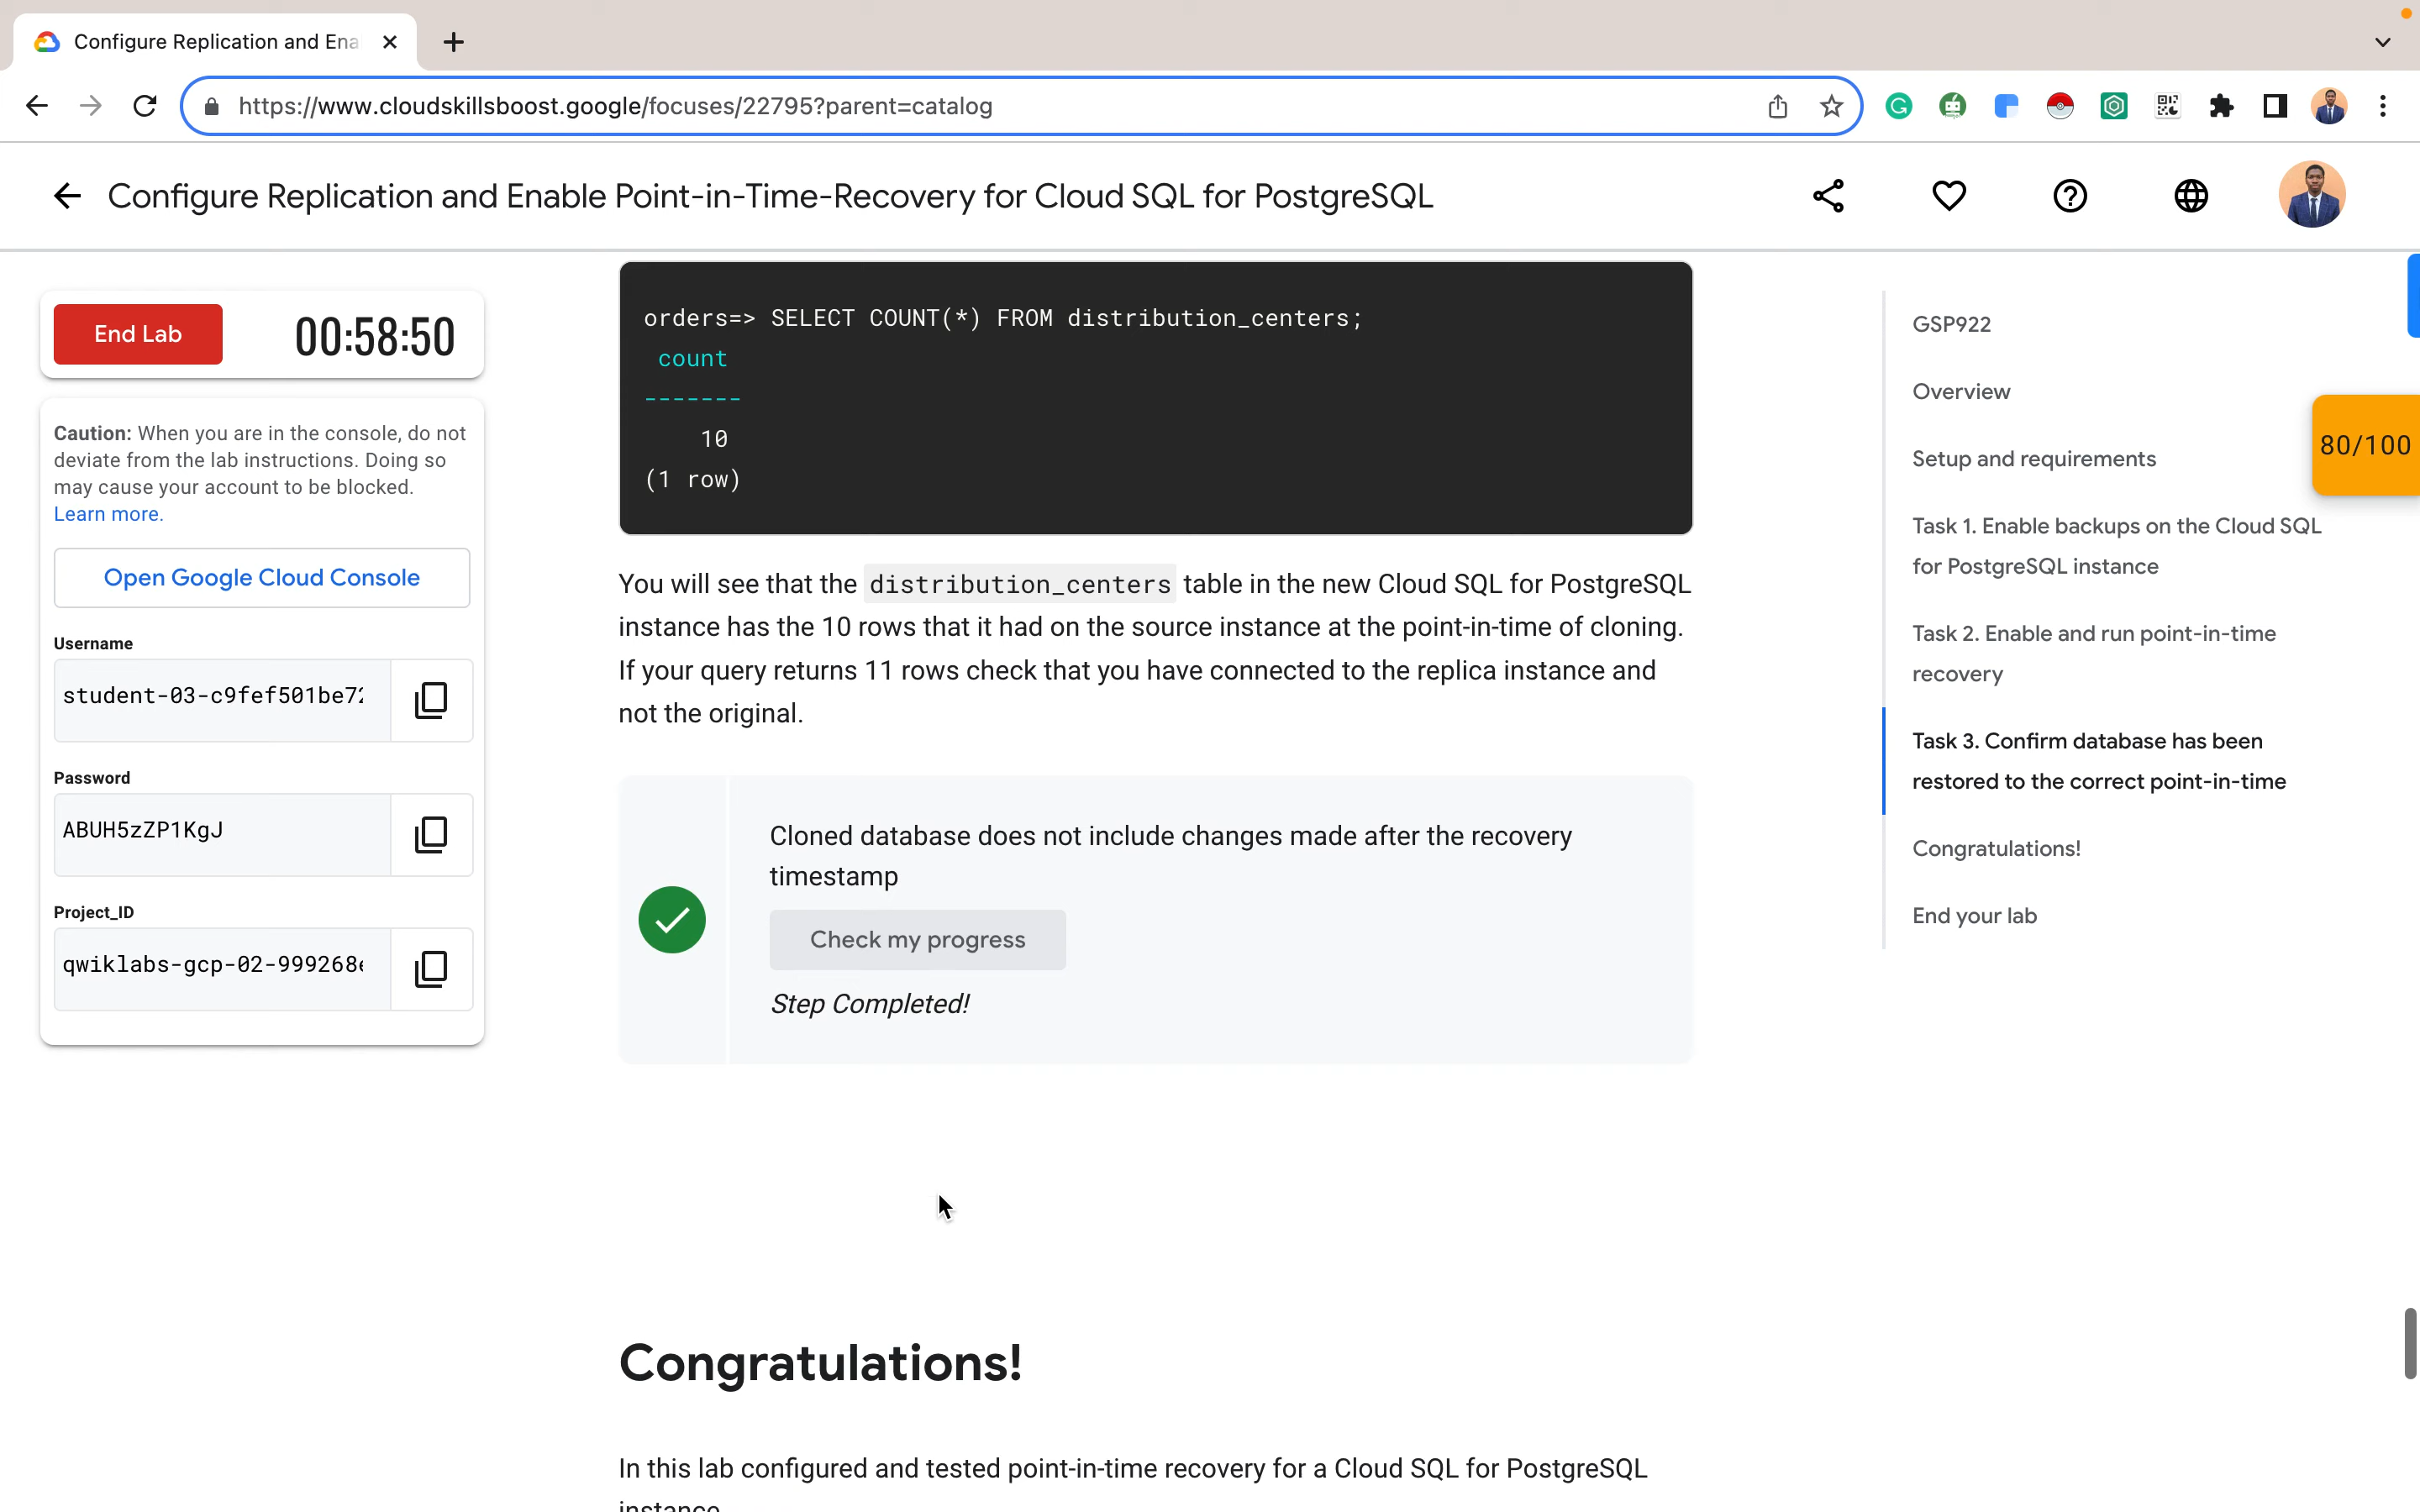 Configure Replication and Ena
https://www.cloudskillsboost.google/focuses/22795?parent=catalog
Configure Replication and Enable Point-in-Time-Recovery for Cloud SQL for PostgreSQL
End Lab
00:58:50
Caution: When you are in the console, do not
deviate from the lab instructions. Doing so
may cause your account to be blocked.
Learn more.
Open Google Cloud Console
Username
student-03-c9fef501be72
Password
ABUH5zZP1KgJ
Project_ID
qwiklabs-gcp-02-999268e
orders=> SELECT COUNT(*) FROM distribution_centers;
count
-------
10
(1 row)
You will see that the distribution_centers table in the new Cloud SQL for PostgreSQL
instance has the 10 rows that it had on the source instance at the point-in-time of cloning.
If your query returns 11 rows check that you have connected to the replica instance and
not the original.
Cloned database does not include changes made after the recovery
timestamp
Check my progress
Step Completed!
Congratulations!
In this lab configured and tested point-in-time recovery for a Cloud SQL for PostgreSQL
instance.
GSP922
Overview
Setup and requirements
Task 1. Enable backups on the Cloud SQL
for PostgreSQL instance
Task 2. Enable and run point-in-time
recovery
Task 3. Confirm database has been
restored to the correct point-in-time
Congratulations!
End your lab
80/100